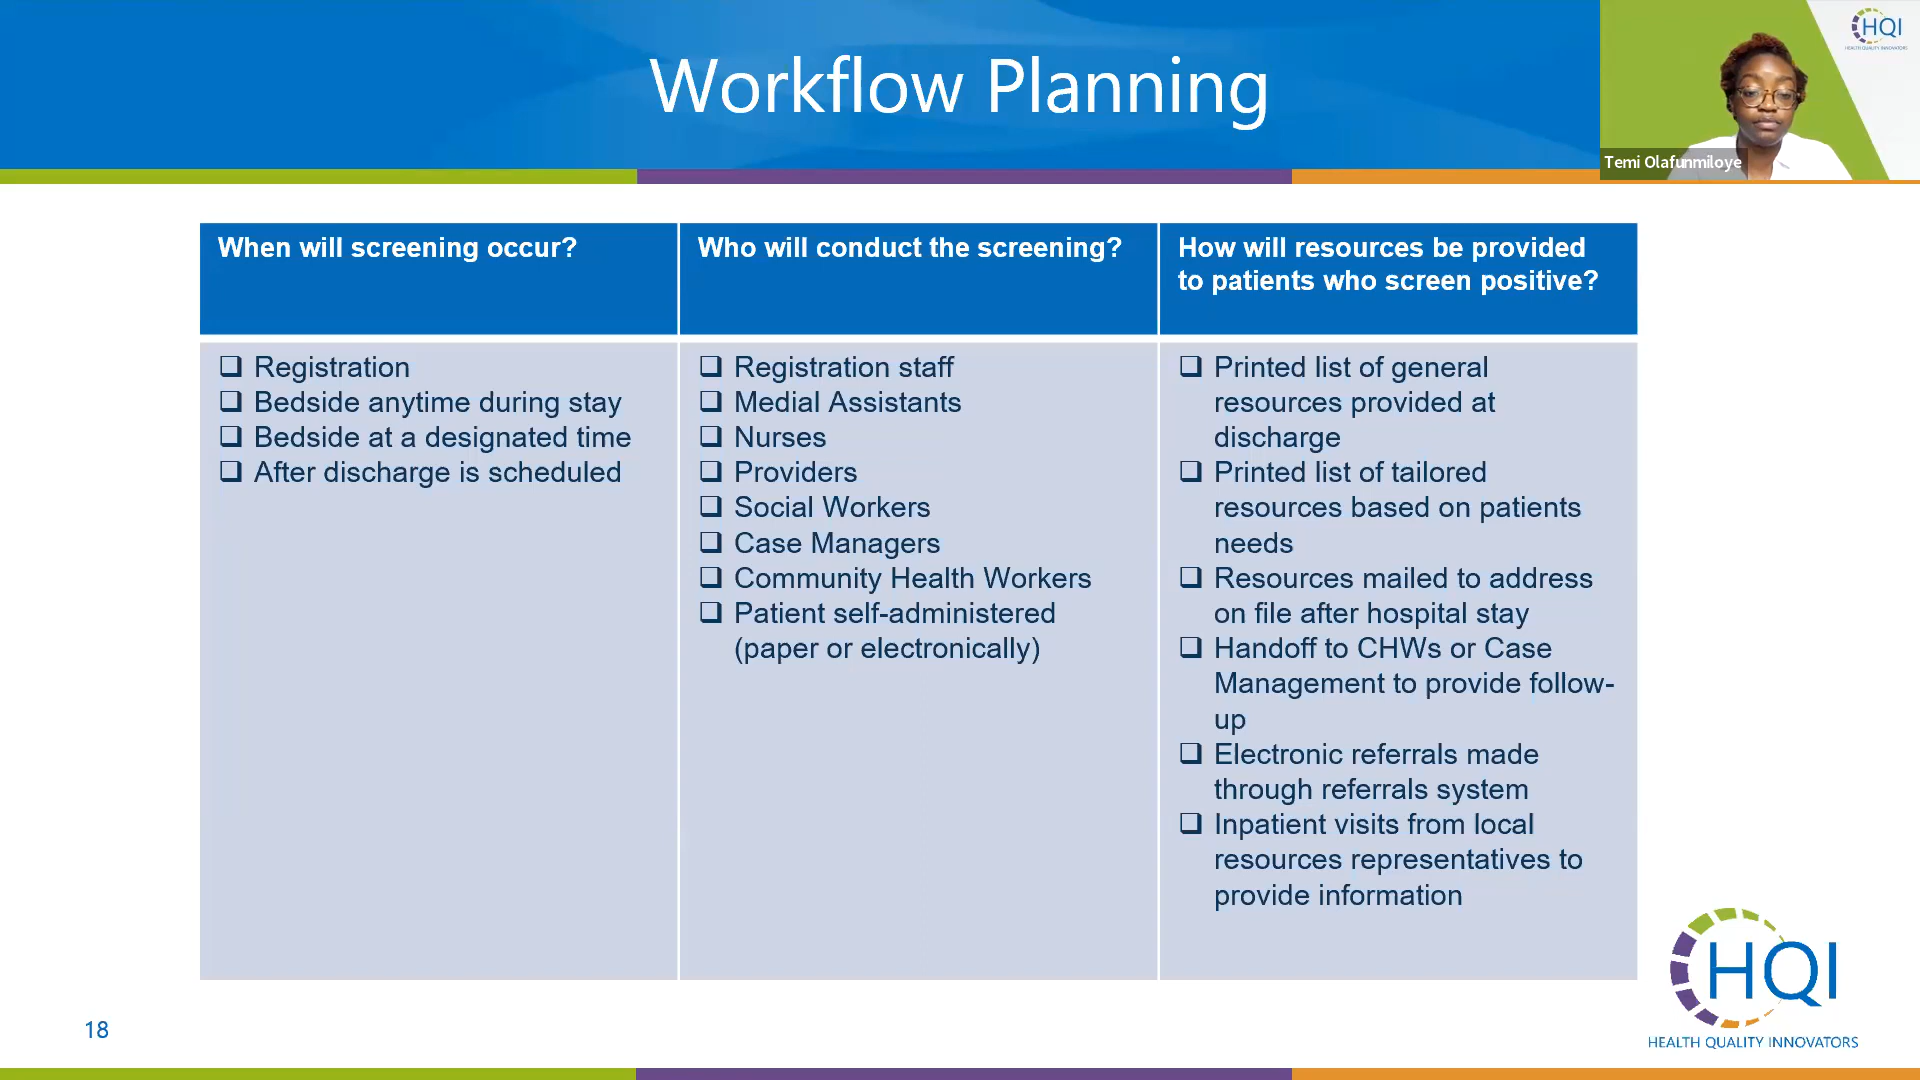 Workflow Planning
HQI
HEALTH QUALITY INNOVATORS
Temi Olafunmiloye
When will screening occur?
Who will conduct the screening?
How will resources be provided
to patients who screen positive?
Registration
Bedside anytime during stay
Bedside at a designated time
After discharge is scheduled
Registration staff
Medial Assistants
Nurses
Providers
Social Workers
Case Managers
Community Health Workers
Patient self-administered
(paper or electronically)
Printed list of general
resources provided at
discharge
Printed list of tailored
resources based on patients
needs
Resources mailed to address
on file after hospital stay
Handoff to CHWs or Case
Management to provide follow-
up
Electronic referrals made
through referrals system
Inpatient visits from local
resources representatives to
provide information
18
HQI
HEALTH QUALITY INNOVATORS